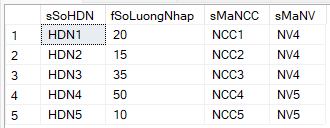 sSoHDN fSoLuongNhap sMaNCC sMaNV
1 HDN1 20 NCC1 NV4
2 HDN2 15 NCC2 NV4
3 HDN3 35 NCC3 NV4
4 HDN4 50 NCC4 NV5
5 HDN5 10 NCC5 NV5